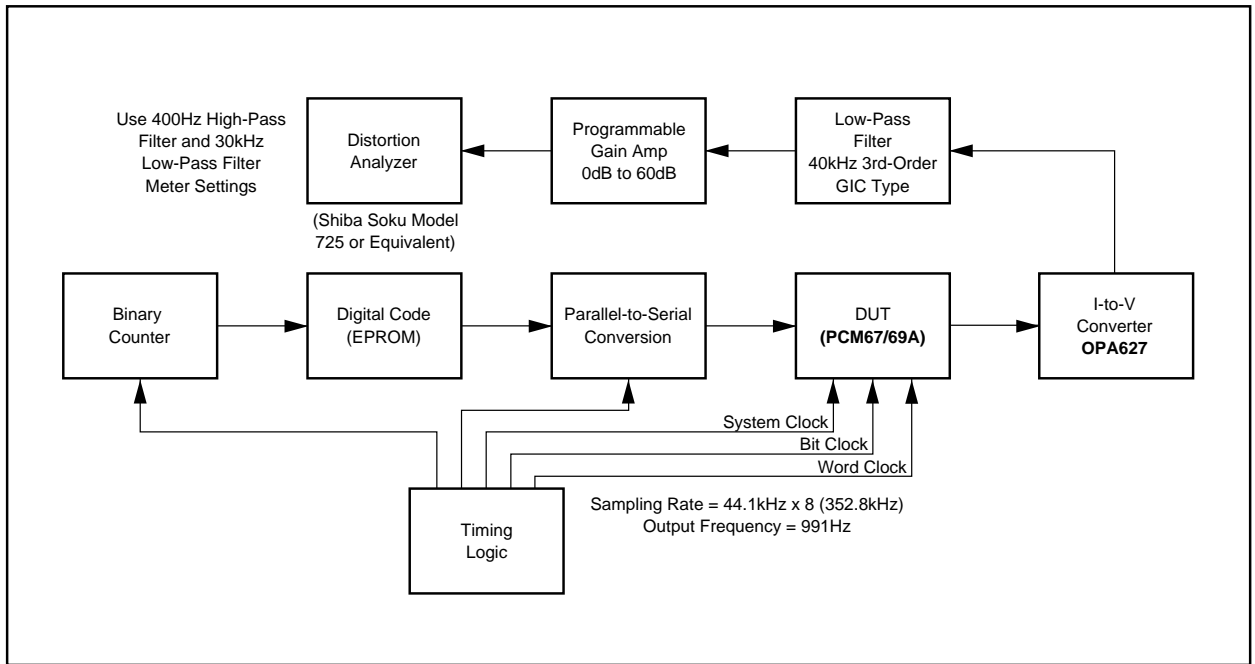 Use 400Hz High-Pass
Filter and 30kHz
Low-Pass Filter
Meter Settings
Distortion
Analyzer
(Shiba Soku Model
725 or Equivalent)
Programmable
Gain Amp
0dB to 60dB
Low-Pass
Filter
40kHz 3rd-Order
GIC Type
Binary
Counter
Digital Code
(EPROM)
Parallel-to-Serial
Conversion
DUT
(PCM67/69A)
I-to-V
Converter
OPA627
System Clock
Bit Clock
Word Clock
Timing
Logic
Sampling Rate = 44.1kHz x 8 (352.8kHz)
Output Frequency = 991Hz